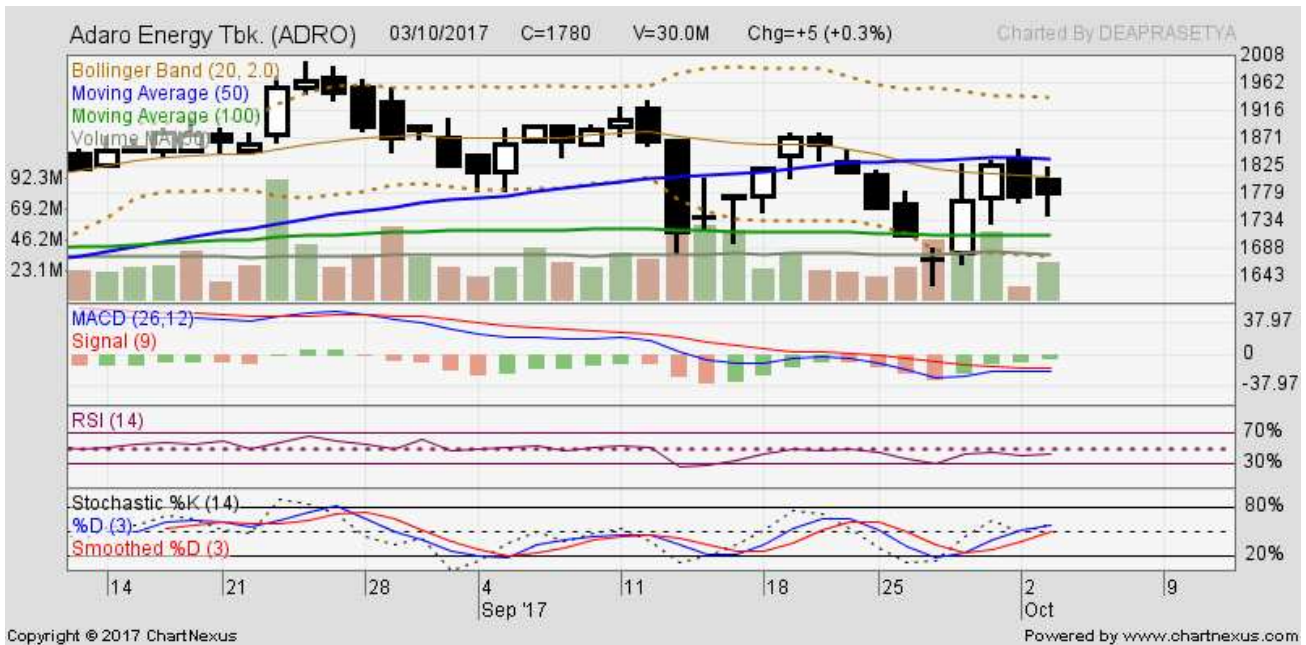 Adaro Energy Tbk. (ADRO) 03/10/2017 C=1780 V=30.0M Chg=+5 (+0.3%) Charted By DEAPRASETYA
Bollinger Band (20, 2.0)
Moving Average (50)
Moving Average (100)
Volume
2008
1962
1916
1871
1825
1779
1734
1688
1643
92.3M
69.2M
46.2M
23.1M
MACD (26,12)
Signal (9)
37.97
0
-37.97
RSI (14)
70%
30%
Stochastic %K (14)
%D (3)
Smoothed %D (3)
80%
20%
14 21 28 4 11 18 25 2 9
Sep '17 Oct
Copyright © 2017 ChartNexus Powered by www.chartnexus.com